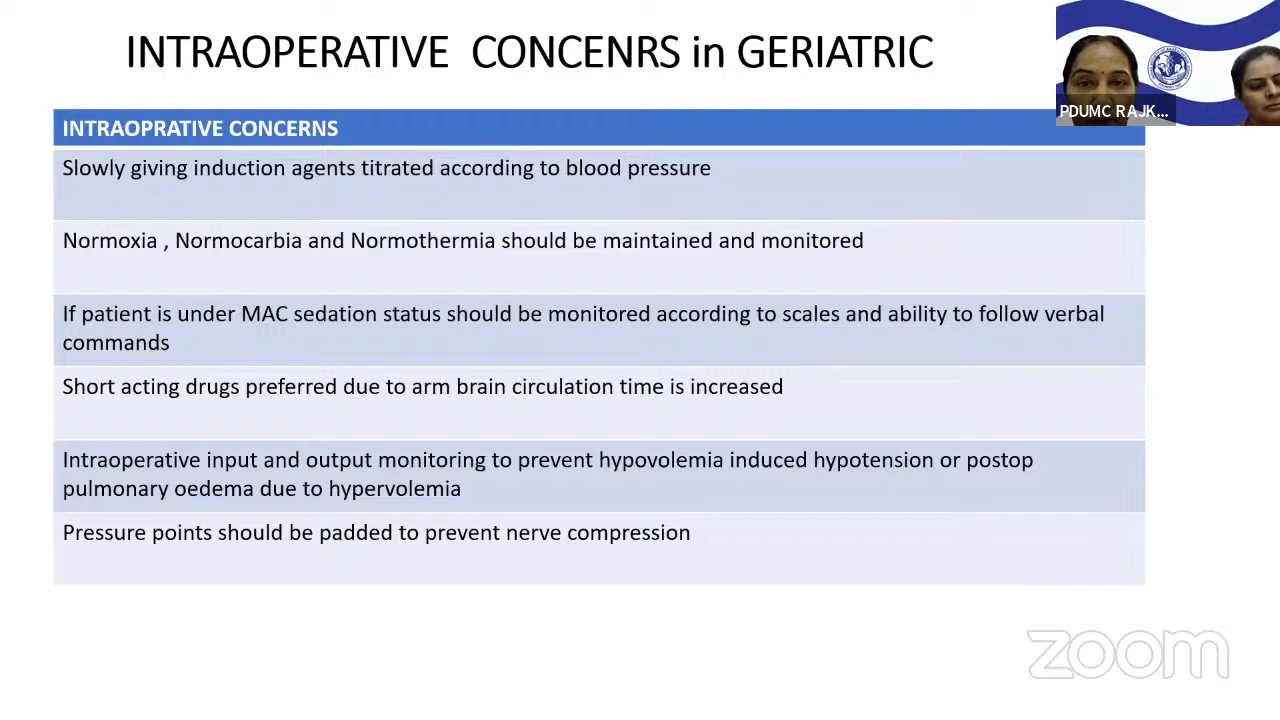 INTRAOPERATIVE CONCENRS in GERIATRIC
PDUMC RAJK...
INTRAOPRATIVE CONCERNS
Slowly giving induction agents titrated according to blood pressure
Normoxia , Normocarbia and Normothermia should be maintained and monitored
If patient is under MAC sedation status should be monitored according to scales and ability to follow verbal
commands
Short acting drugs preferred due to arm brain circulation time is increased
Intraoperative input and output monitoring to prevent hypovolemia induced hypotension or postop
pulmonary oedema due to hypervolemia
Pressure points should be padded to prevent nerve compression
zoom